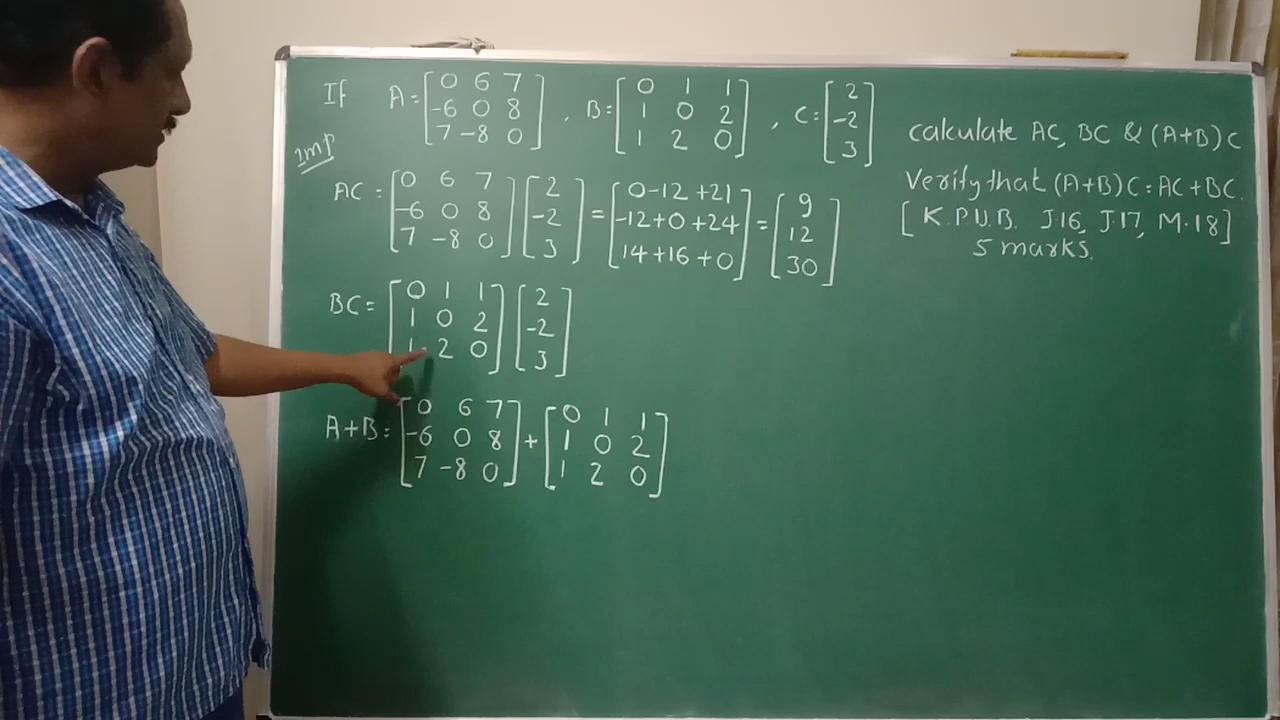 If A = [0 6 7 -6 0 8 7 -8 0], B = [0 1 1 1 0 2 1 2 0], C = [2 -2 3]
calculate AC, BC & (A+B)C
Imp
Verify that (A+B)C = AC + BC.
[K.P.U.B. J.16, J.17, M.18]
5 marks.
AC = [0 6 7 -6 0 8 7 -8 0] [2 -2 3] = [0-12+21 -12+0+24 14+16+0] = [9 12 30]
BC = [0 1 1 1 0 2 1 2 0] [2 -2 3]
A+B = [0 6 7 -6 0 8 7 -8 0] + [0 1 1 1 0 2 1 2 0]